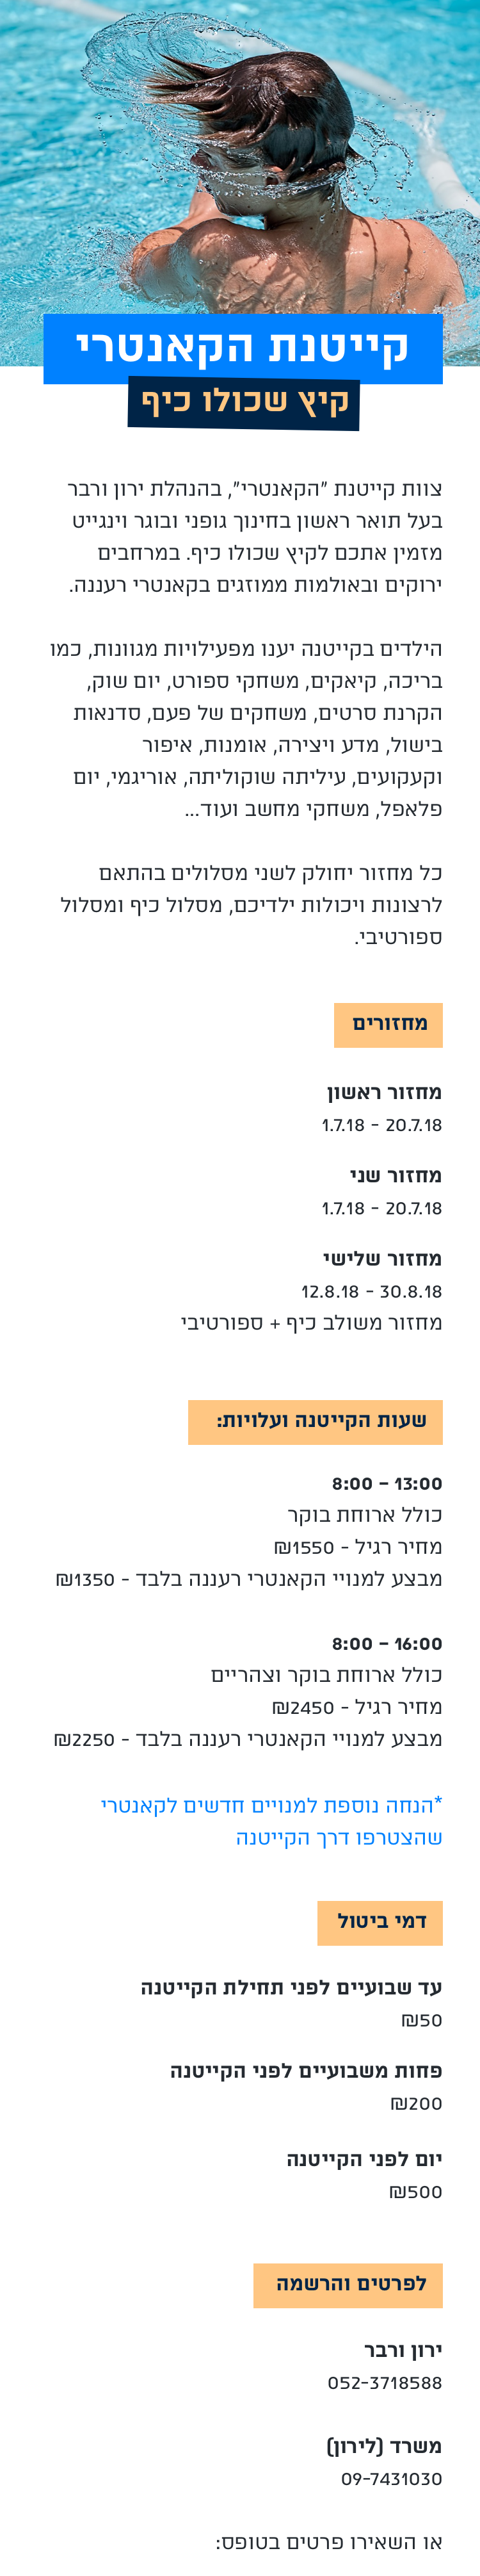 קייטנת הקאנטרי
קיץ שכולו כיף
צוות קייטנת "הקאנטרי", בהנהלת ירון ורבר
בעל תואר ראשון בחינוך גופני ובוגר וינגייט
מזמין אתכם לקיץ שכולו כיף. במרחבים
ירוקים ובאולמות ממוזגים בקאנטרי רעננה.
הילדים בקייטנה יענו מפעילויות מגוונות, כמו
בריכה, קיאקים, משחקי ספורט, יום שוק,
הקרנת סרטים, משחקים של פעם, סדנאות
בישול, מדע ויצירה, אומנות, איפור
וקעקועים, עיליתה שוקוליתה, אוריגמי, יום
פלאפל, משחקי מחשב ועוד...
כל מחזור יחולק לשני מסלולים בהתאם
לרצונות ויכולות ילדיכם, מסלול כיף ומסלול
ספורטיבי.
מחזורים
מחזור ראשון
1.7.18 - 20.7.18
מחזור שני
1.7.18 - 20.7.18
מחזור שלישי
12.8.18 - 30.8.18
מחזור משולב כיף + ספורטיבי
שעות הקייטנה ועלויות:
8:00 - 13:00
כולל ארוחת בוקר
מחיר רגיל - 1550₪
מבצע למנויי הקאנטרי רעננה בלבד - 1350₪
8:00 - 16:00
כולל ארוחת בוקר וצהריים
מחיר רגיל - 2450₪
מבצע למנויי הקאנטרי רעננה בלבד - 2250₪
*הנחה נוספת למנויים חדשים לקאנטרי
שהצטרפו דרך הקייטנה
דמי ביטול
עד שבועיים לפני תחילת הקייטנה
50₪
פחות משבועיים לפני הקייטנה
200₪
יום לפני הקייטנה
500₪
לפרטים והרשמה
ירון ורבר
052-3718588
משרד (לירון)
09-7431030
או השאירו פרטים בטופס: